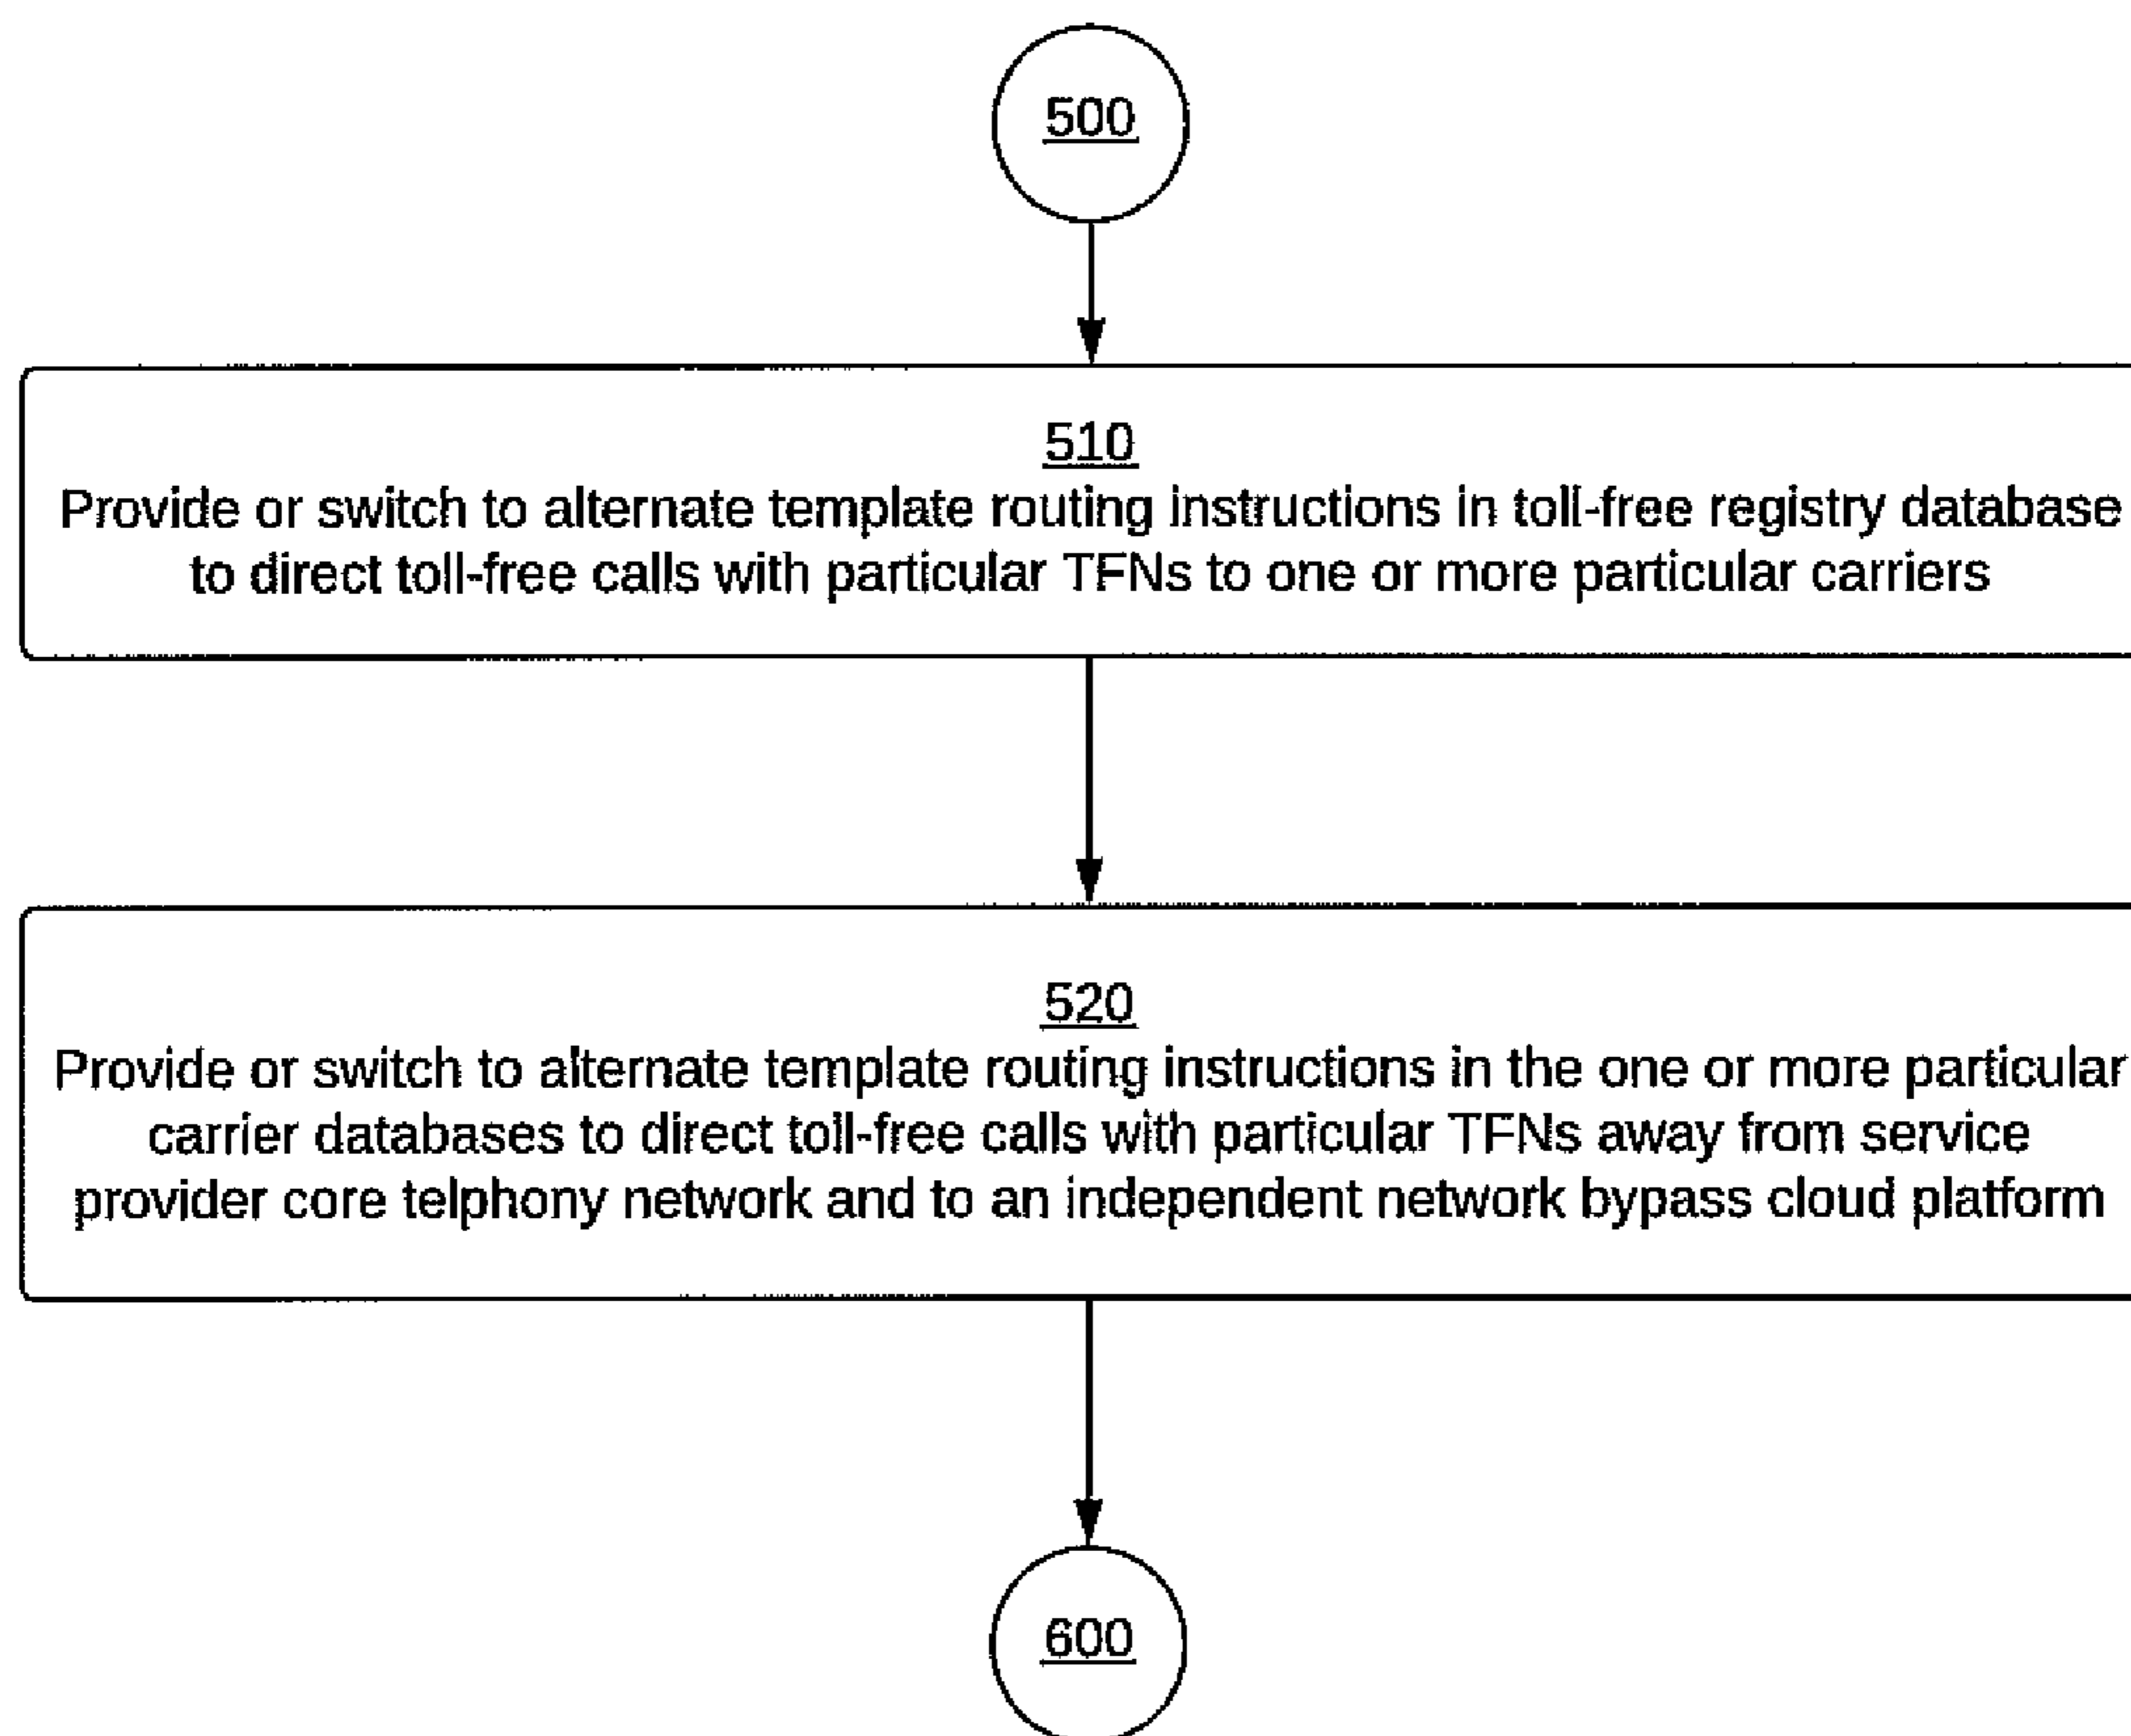 500
510
Provide or switch to alternate template routing instructions in toll-free registry database
to direct toll-free calls with particular TFNs to one or more particular carriers
520
Provide or switch to alternate template routing instructions in the one or more particular
carrier databases to direct toll-free calls with particular TFNs away from service
provider core telphony network and to an independent network bypass cloud platform
600